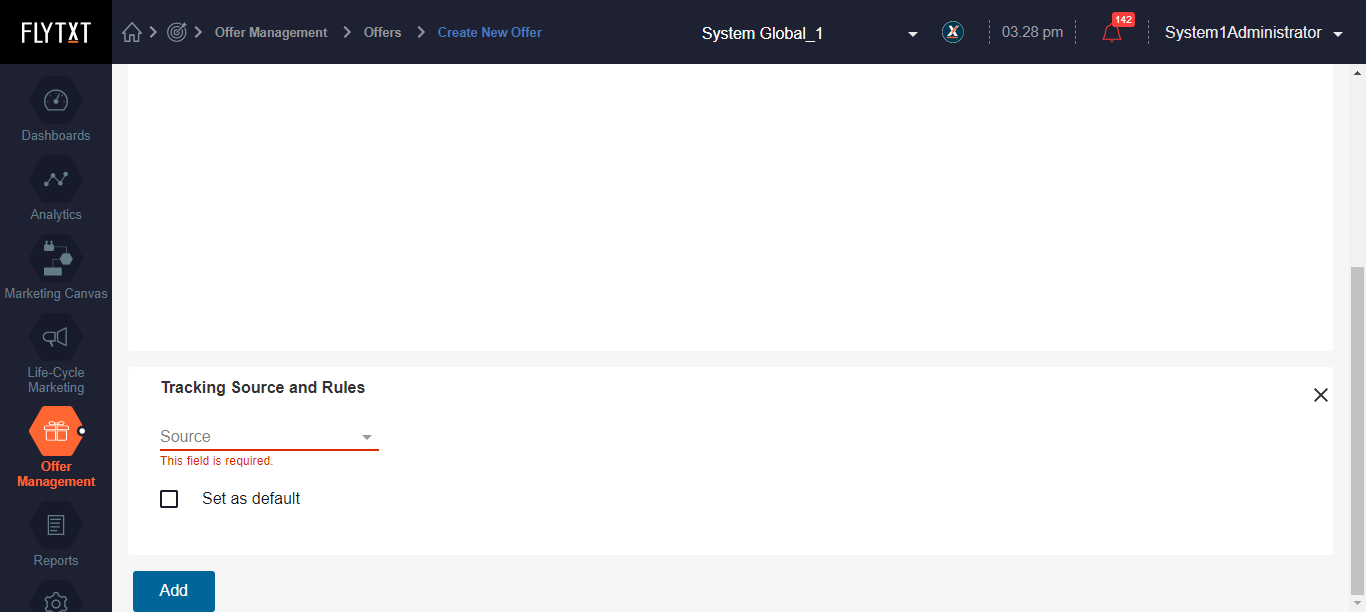 FLYTXT
Offer Management
Offers
Create New Offer
System Global_1
X
03.28 pm
142
System1Administrator
Dashboards
Analytics
Marketing Canvas
Life-Cycle
Marketing
Offer
Management
Reports
Tracking Source and Rules
Source
This field is required.
Set as default
Add